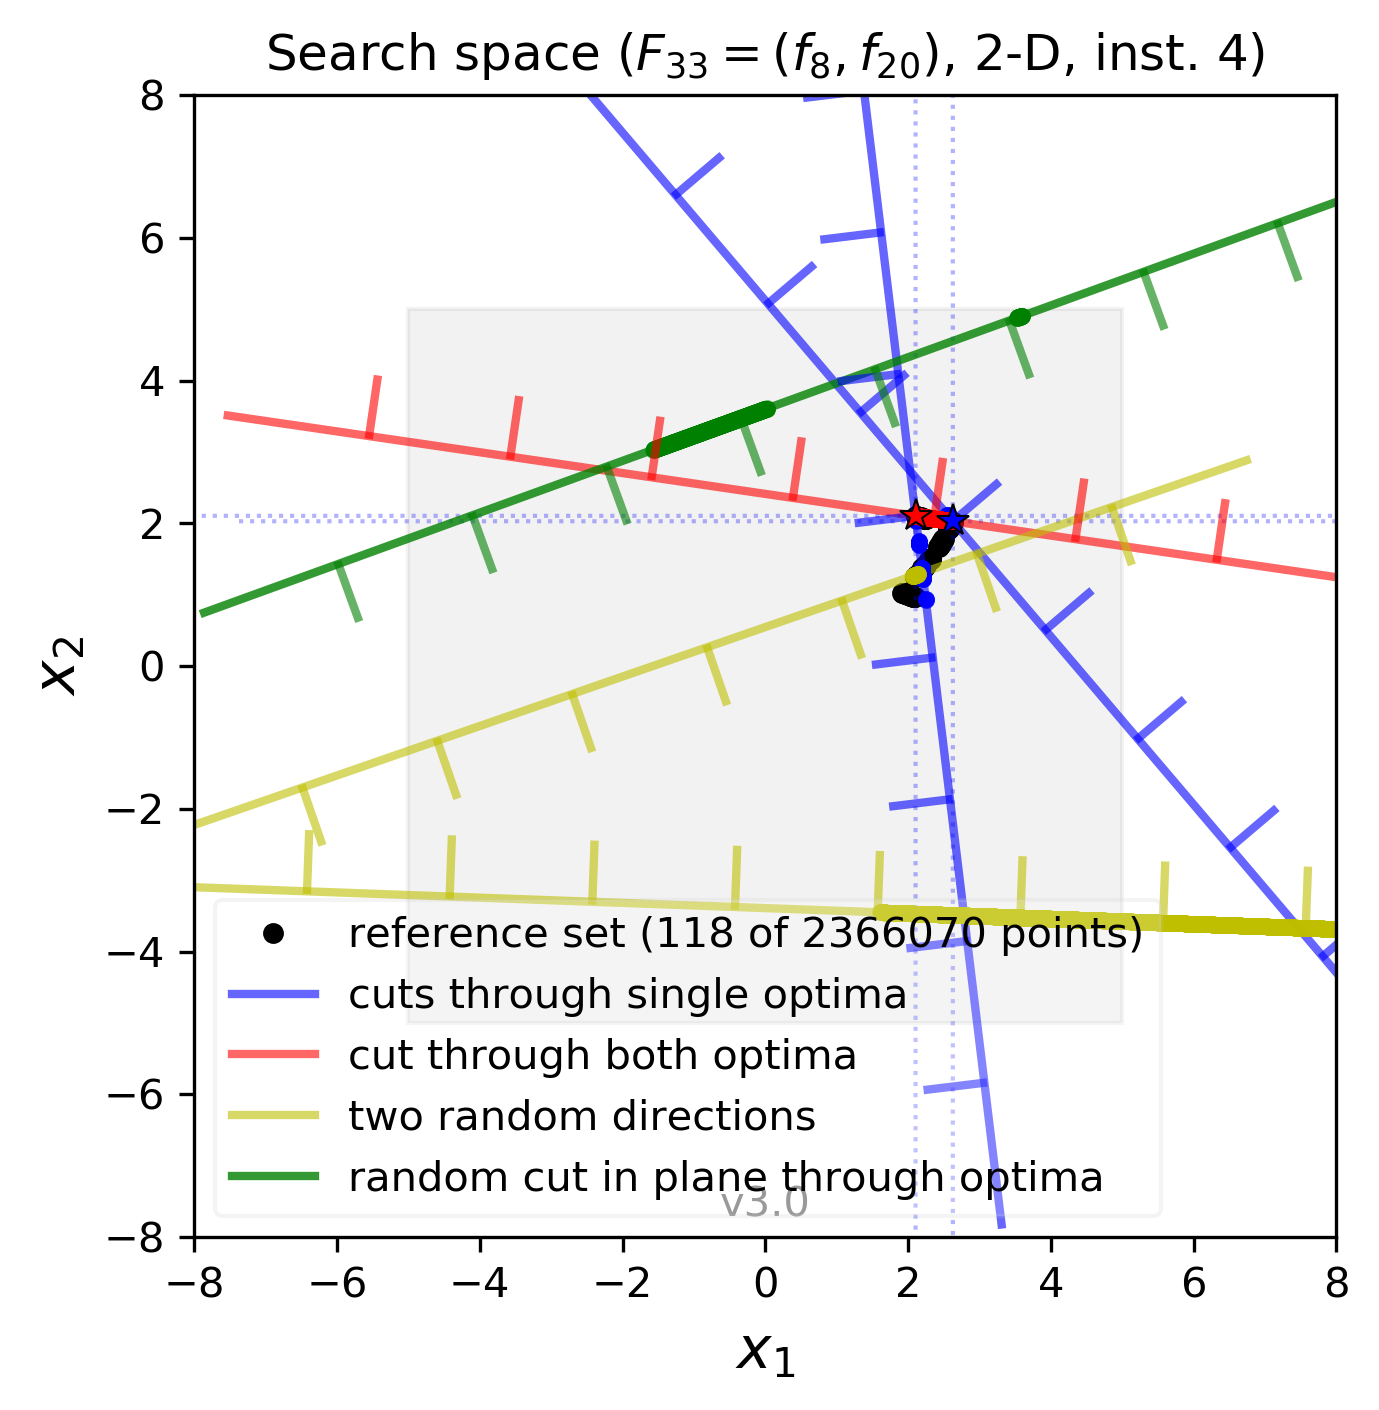 Search space (F₃₃ = (f₈, f₂₀), 2-D, inst. 4)
8
6
4
2
0
−2
−4
−6
−8
x₂
reference set (118 of 2366070 points)
cuts through single optima
cut through both optima
two random directions
random cut in plane through optima
v3.0
−8 −6 −4 −2 0 2 4 6 8
x₁